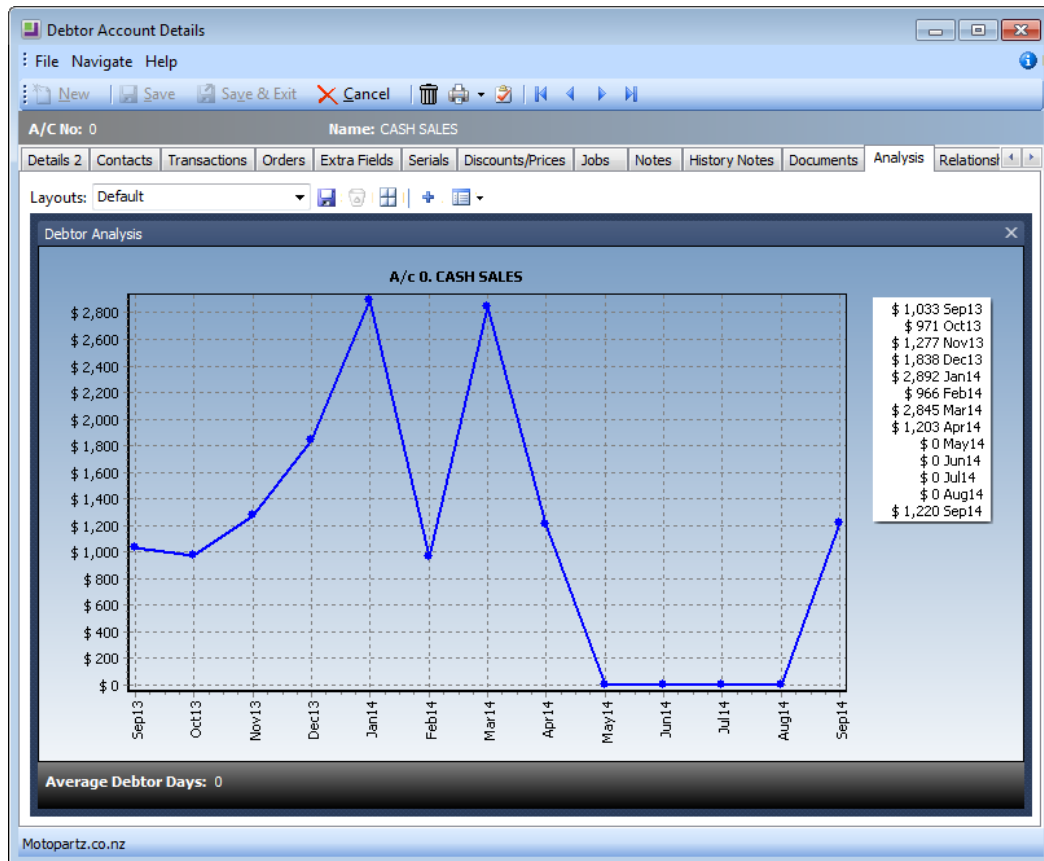 Debtor Account Details
File Navigate Help
New Save Save & Exit Cancel
A/C No: 0 Name: CASH SALES
Details 2 Contacts Transactions Orders Extra Fields Serials Discounts/Prices Jobs Notes History Notes Documents Analysis Relationsh
Layouts: Default
Debtor Analysis
A/c 0. CASH SALES
$ 2,800
$ 2,600
$ 2,400
$ 2,200
$ 2,000
$ 1,800
$ 1,600
$ 1,400
$ 1,200
$ 1,000
$ 800
$ 600
$ 400
$ 200
$ 0
Sep13 Oct13 Nov13 Dec13 Jan14 Feb14 Mar14 Apr14 May14 Jun14 Jul14 Aug14 Sep14
$ 1,033 Sep13
$ 971 Oct13
$ 1,277 Nov13
$ 1,838 Dec13
$ 2,892 Jan14
$ 966 Feb14
$ 2,845 Mar14
$ 1,203 Apr14
$ 0 May14
$ 0 Jun14
$ 0 Jul14
$ 0 Aug14
$ 1,220 Sep14
Average Debtor Days: 0
Motopartz.co.nz